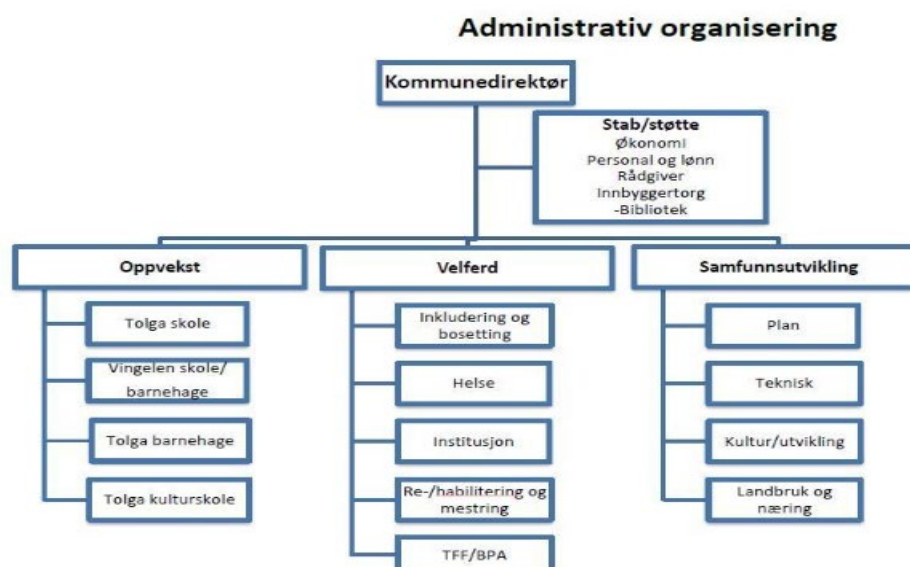 Administrativ organisering
Kommunedirektør
Stab/støtte
Økonomi
Personal og lønn
Rådgiver
Innbyggertorg
-Bibliotek
Oppvekst
Tolga skole
Vingelen skole/
barnehage
Tolga barnehage
Tolga kulturskole
Velferd
Inkludering og
bosetting
Helse
Institusjon
Re-/habilitering og
mestring
TFF/BPA
Samfunnsutvikling
Plan
Teknisk
Kultur/utvikling
Landbruk og
næring